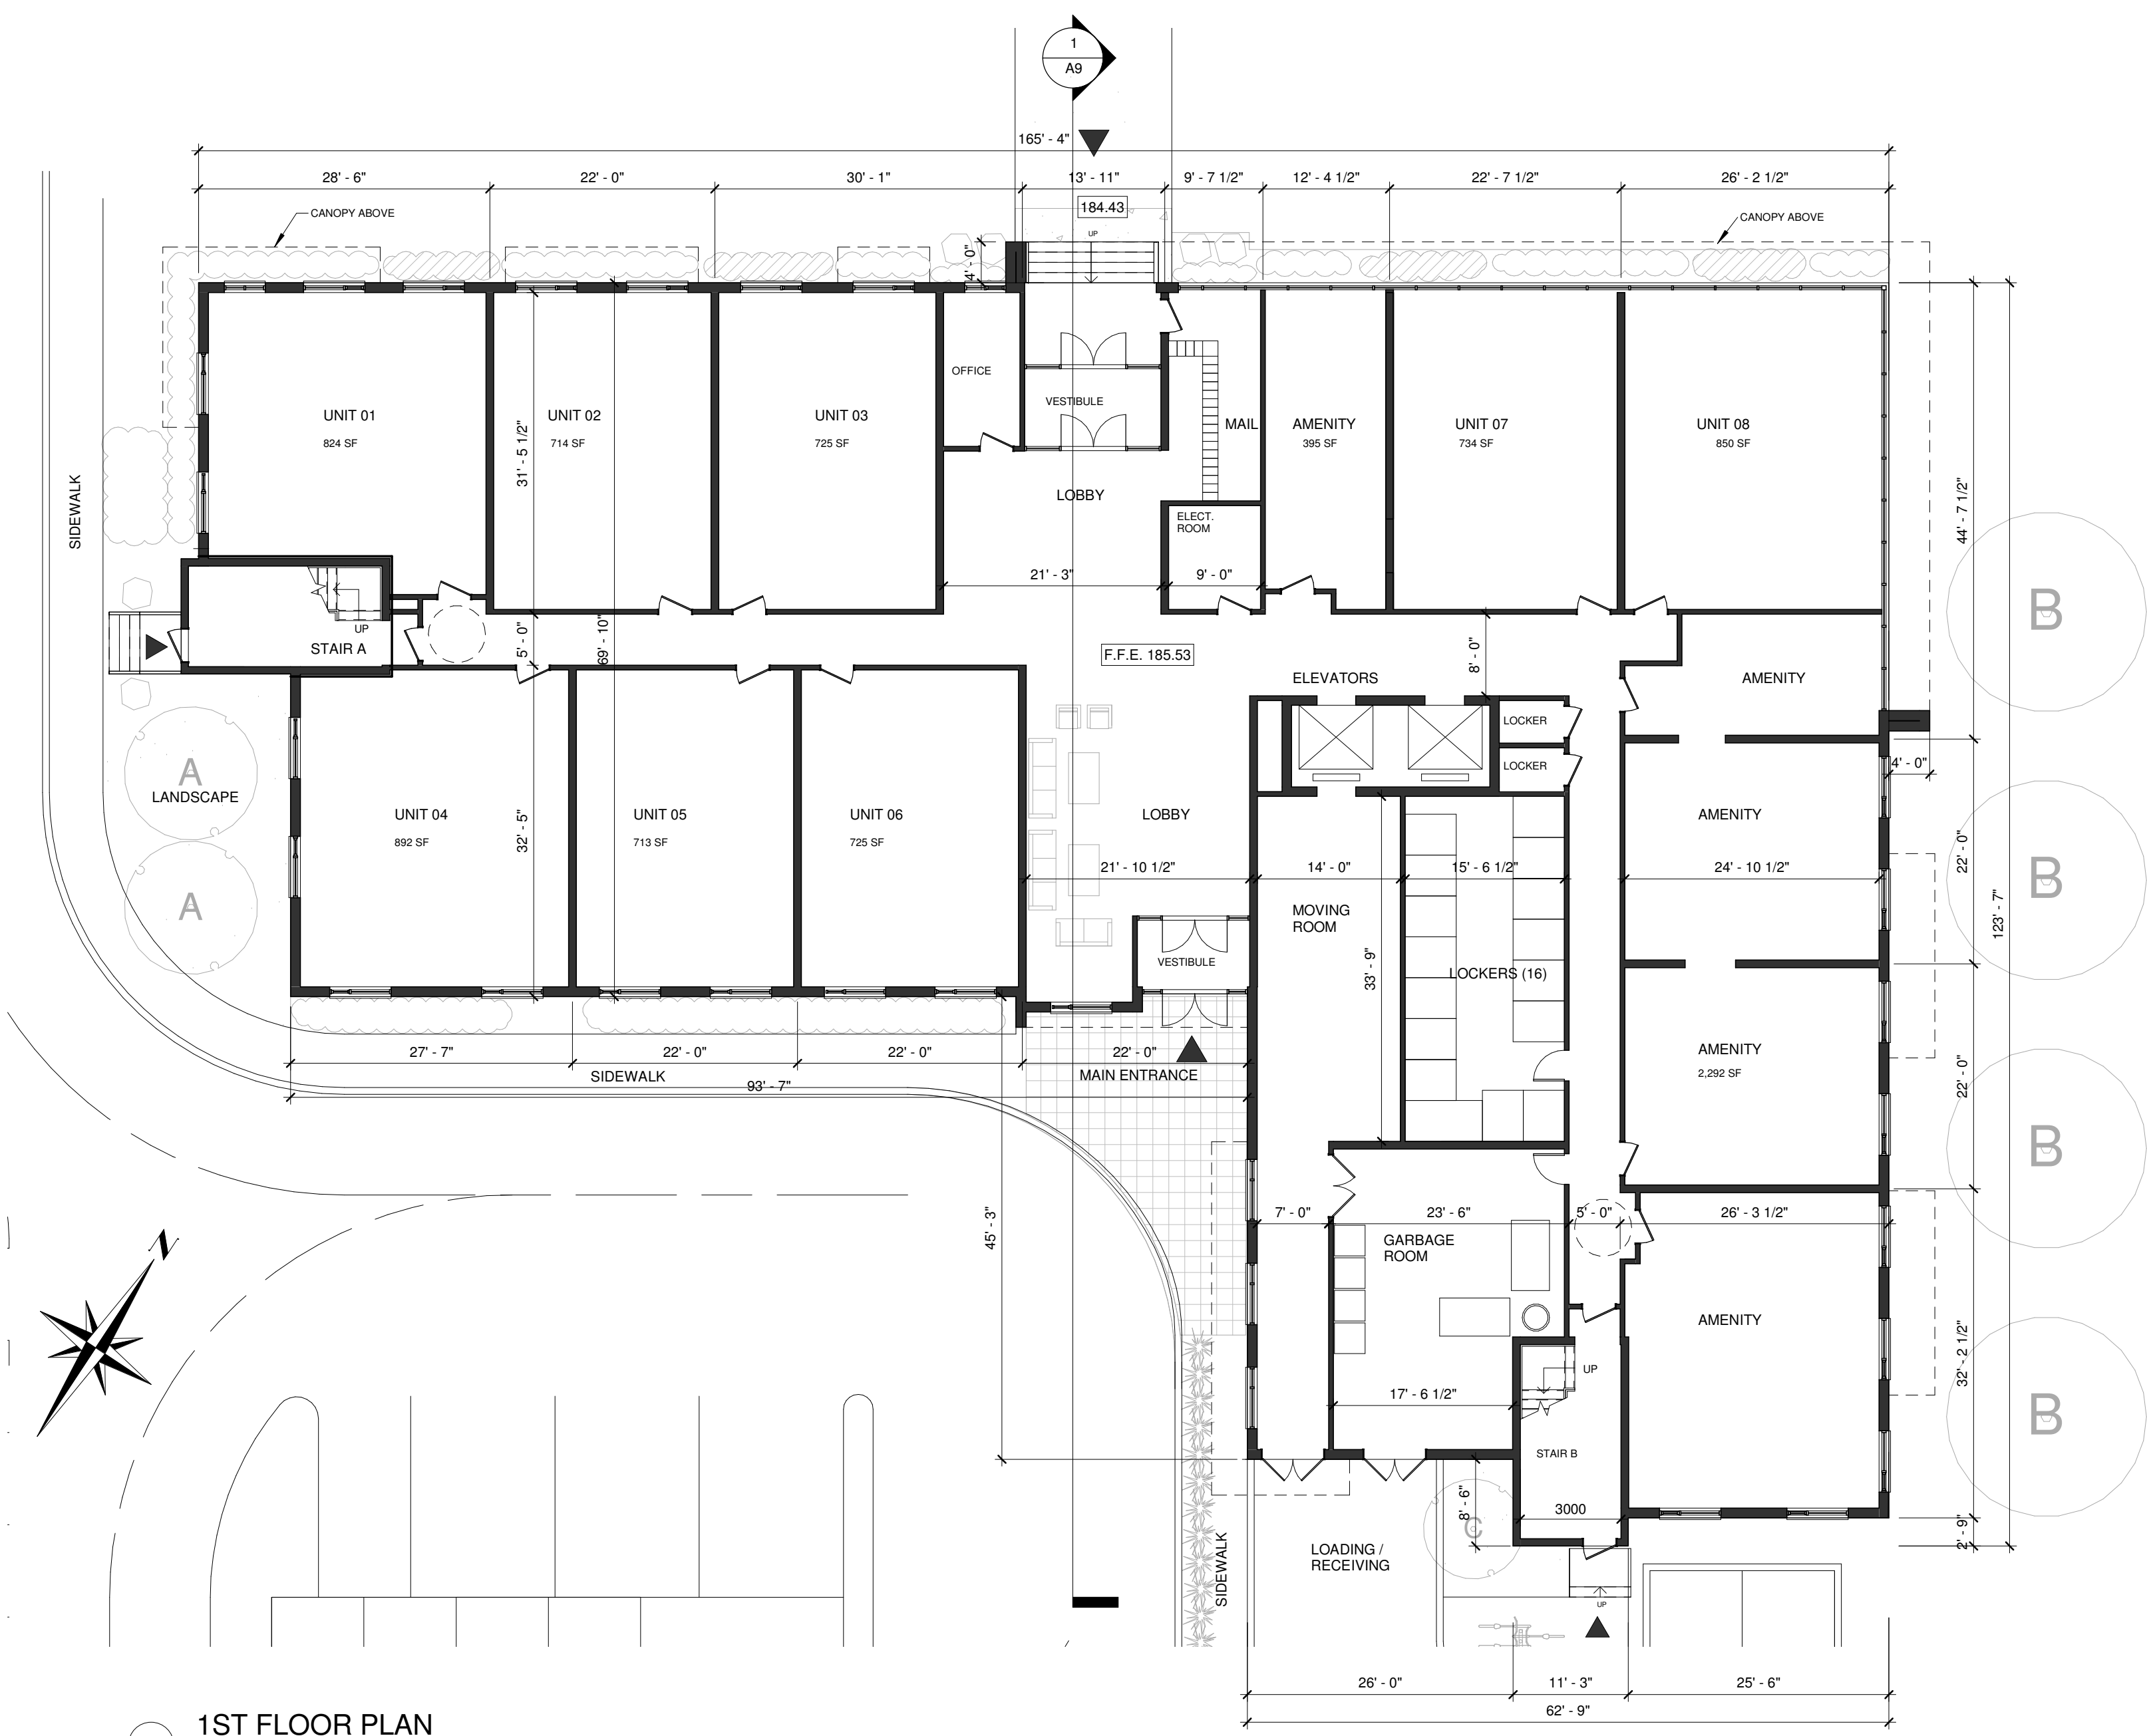 1
A9
165' - 4"
28' - 6"
22' - 0"
30' - 1"
13' - 11"
9' - 7 1/2"
12' - 4 1/2"
22' - 7 1/2"
26' - 2 1/2"
CANOPY ABOVE
184.43
CANOPY ABOVE
UP
4' - 0"
OFFICE
VESTIBULE
UNIT 01
824 SF
31' - 5 1/2"
UNIT 02
714 SF
UNIT 03
725 SF
MAIL
AMENITY
395 SF
UNIT 07
734 SF
UNIT 08
850 SF
SIDEWALK
LOBBY
ELECT.
ROOM
44' - 7 1/2"
21' - 3"
9' - 0"
B
UP
STAIR A
5' - 0"
69' - 10"
F.F.E. 185.53
8' - 0"
ELEVATORS
AMENITY
LOCKER
LOCKER
4' - 0"
A
LANDSCAPE
UNIT 04
892 SF
32' - 5"
UNIT 05
713 SF
UNIT 06
725 SF
LOBBY
AMENITY
22' - 0"
B
21' - 10 1/2"
14' - 0"
15' - 6 1/2"
24' - 10 1/2"
A
MOVING
ROOM
123' - 7"
33' - 9"
LOCKERS (16)
VESTIBULE
27' - 7"
22' - 0"
22' - 0"
22' - 0"
SIDEWALK
93' - 7"
MAIN ENTRANCE
AMENITY
2,292 SF
22' - 0"
B
45' - 3"
7' - 0"
23' - 6"
5' - 0"
26' - 3 1/2"
GARBAGE
ROOM
N
AMENITY
32' - 2 1/2"
UP
17' - 6 1/2"
B
STAIR B
8' - 6"
3000
C
2' - 9"
LOADING /
RECEIVING
SIDEWALK
UP
26' - 0"
11' - 3"
25' - 6"
62' - 9"
1ST FLOOR PLAN